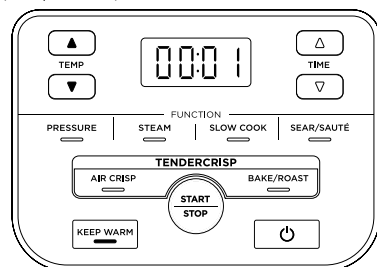 00:01
TEMP
TIME
FUNCTION
PRESSURE STEAM SLOW COOK SEAR/SAUTÉ
TENDERCRISP
AIR CRISP BAKE/ROAST
START
STOP
KEEP WARM